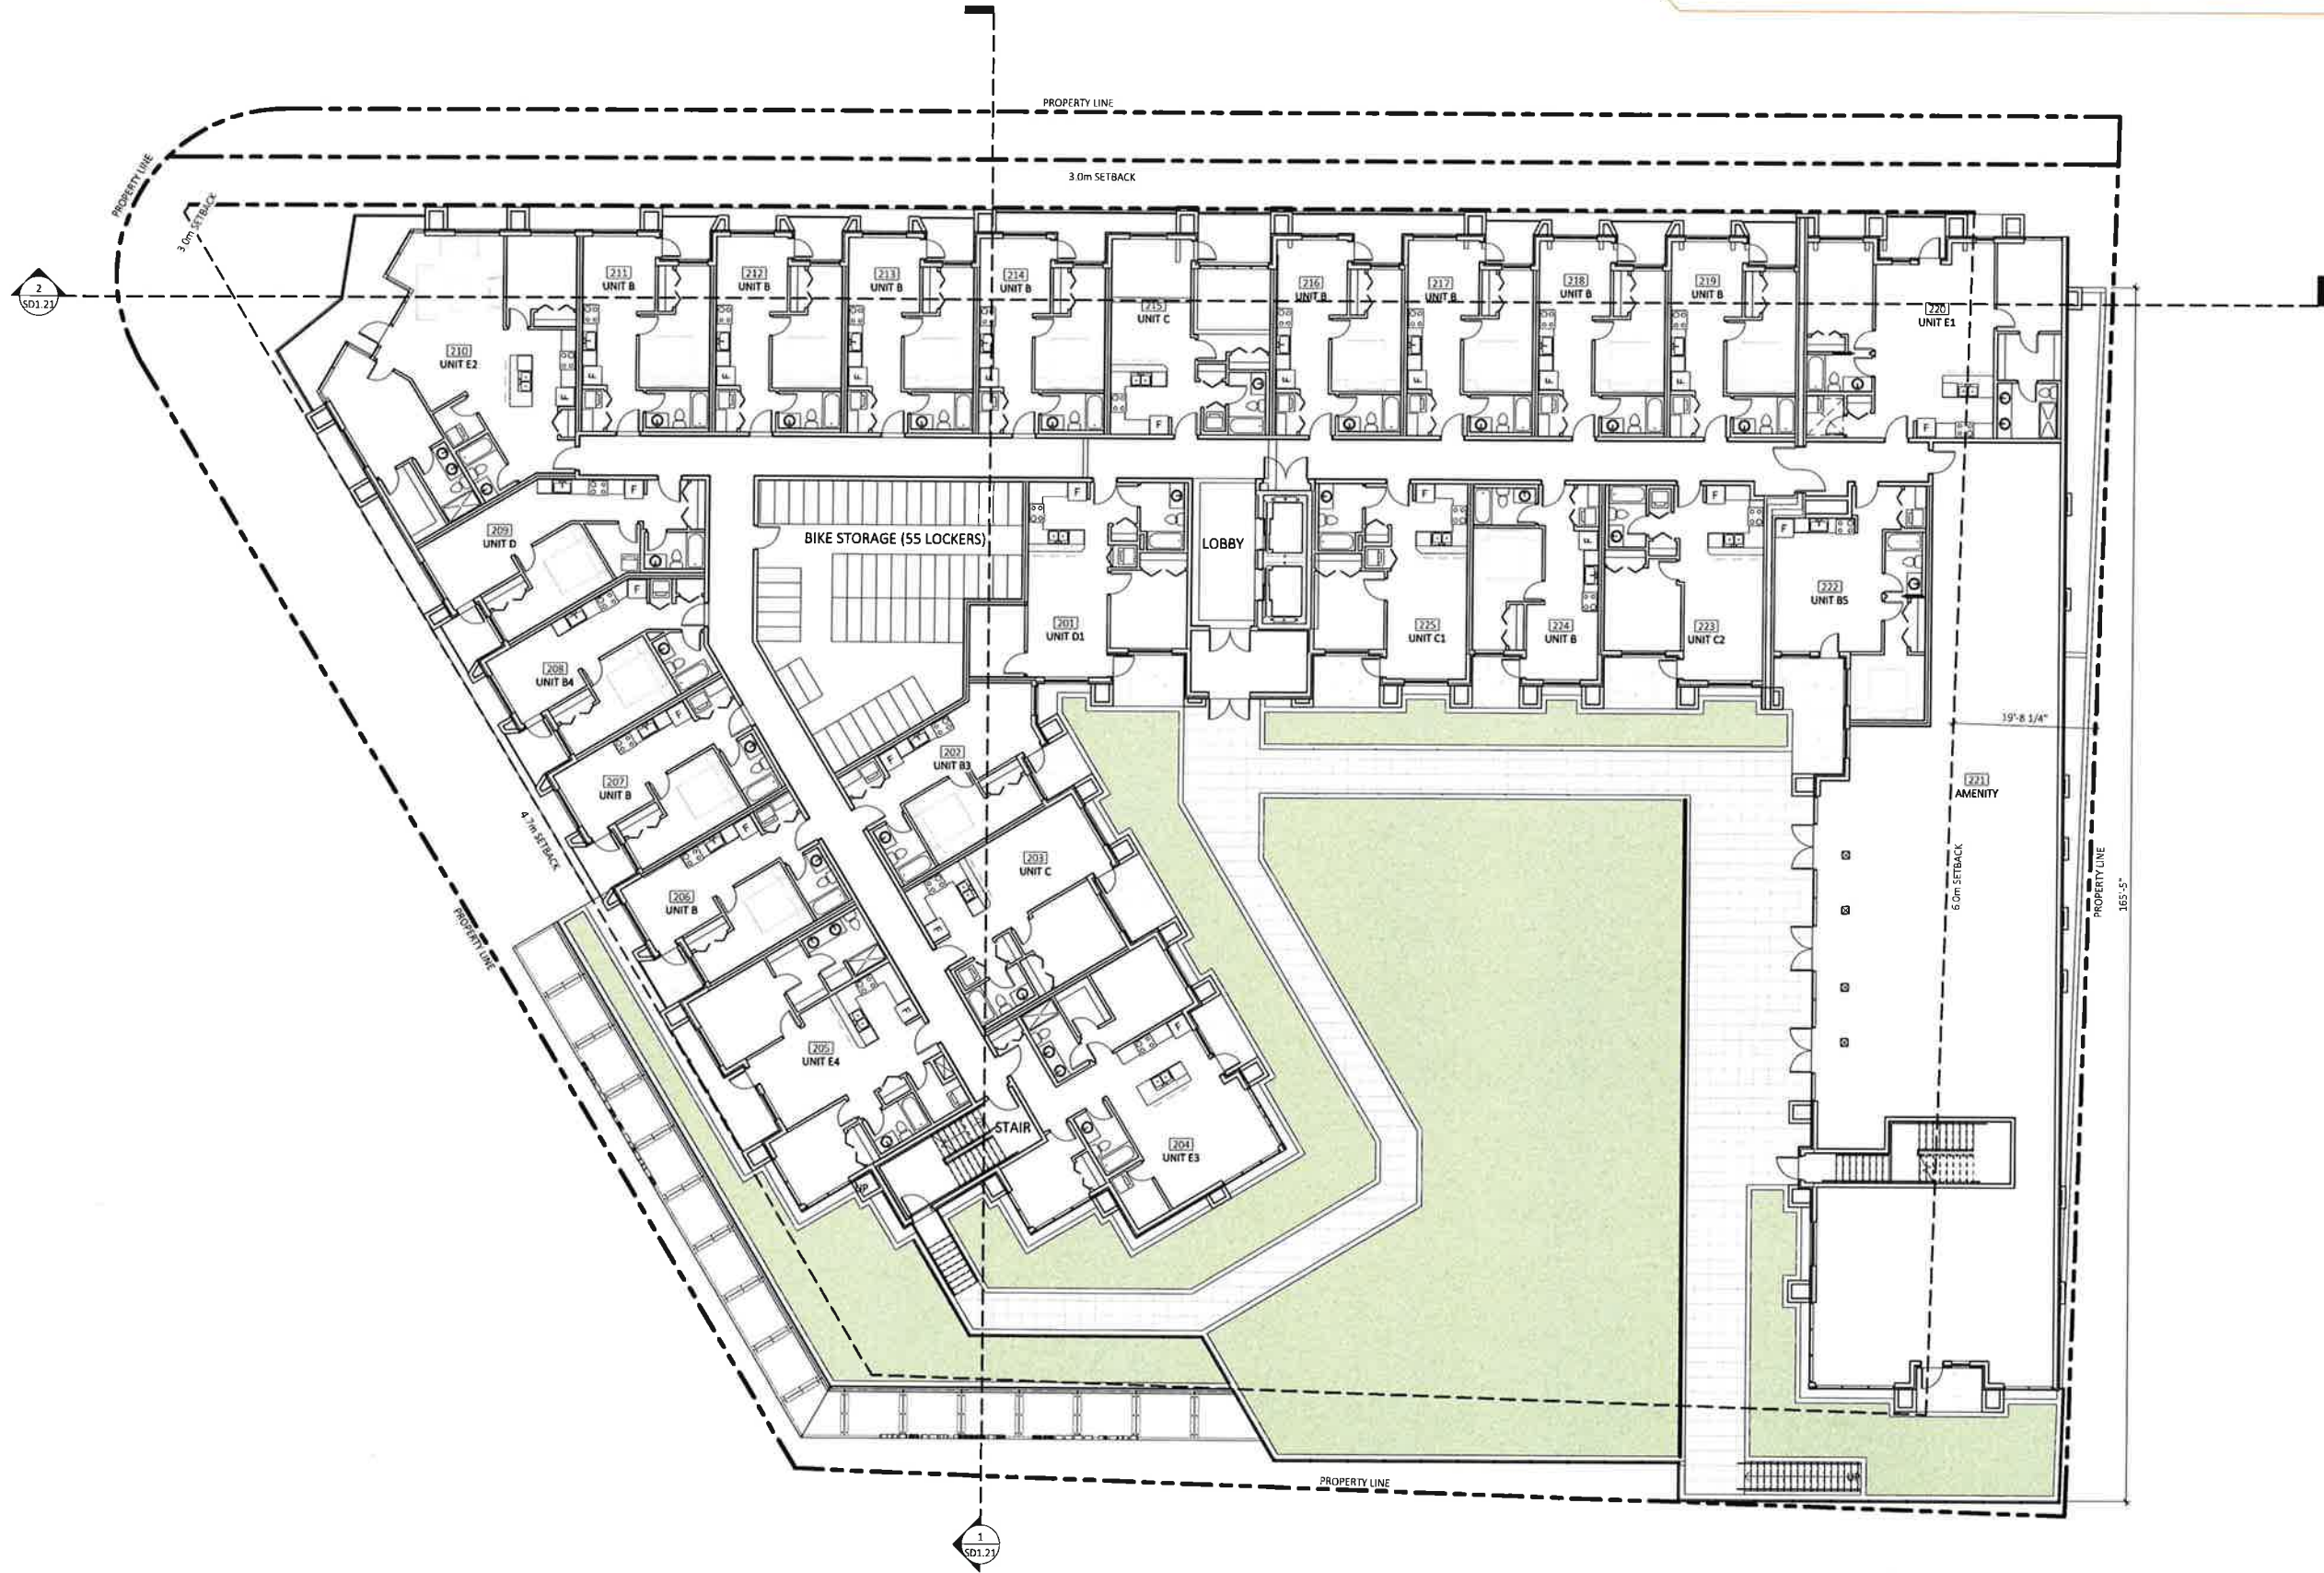 PROPERTY LINE
3.0m SETBACK
PROPERTY LINE
3.0m SETBACK
2
SD1.21
211
UNIT B
212
UNIT B
213
UNIT B
214
UNIT B
215
UNIT C
216
UNIT B
217
UNIT B
218
UNIT B
219
UNIT B
220
UNIT E1
210
UNIT E2
F
F
F
F
F
F
F
F
F
F
F
209
UNIT D
F
BIKE STORAGE (55 LOCKERS)
F
LOBBY
F
F
F
F
201
UNIT D1
225
UNIT C1
224
UNIT B
223
UNIT C2
222
UNIT B5
208
UNIT B4
F
207
UNIT B
F
202
UNIT B3
F
19'-8 1/4"
221
AMENITY
4.7m SETBACK
206
UNIT B
F
203
UNIT C
F
6.0m SETBACK
PROPERTY LINE
165'-5"
PROPERTY LINE
205
UNIT E4
F
F
STAIR
204
UNIT E3
UP
UP
PROPERTY LINE
1
SD1.21